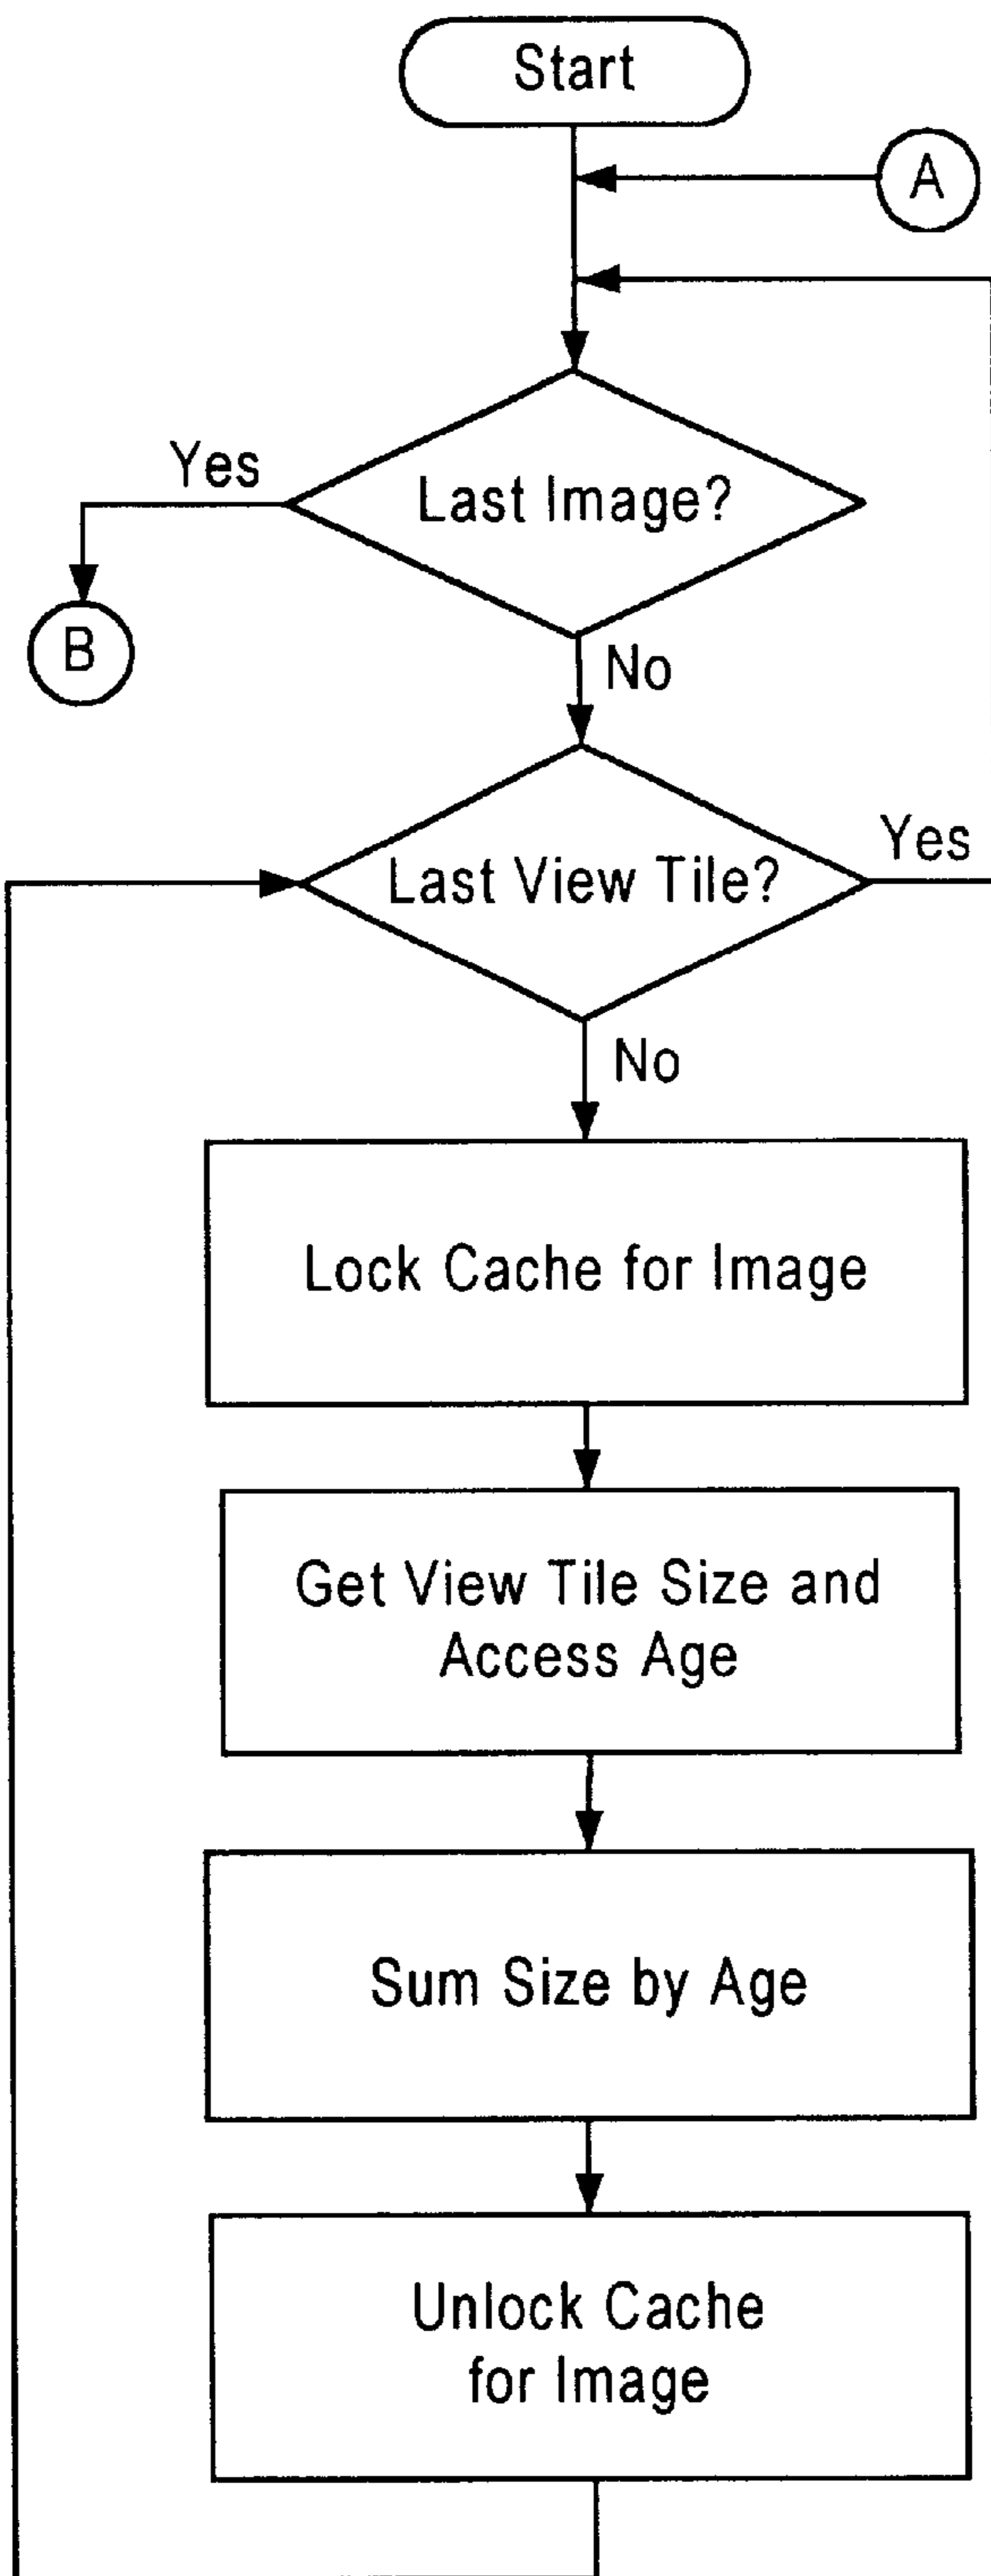 Start
A
Yes
Last Image?
B
No
Yes
Last View Tile?
No
Lock Cache for Image
Get View Tile Size and
Access Age
Sum Size by Age
Unlock Cache
for Image